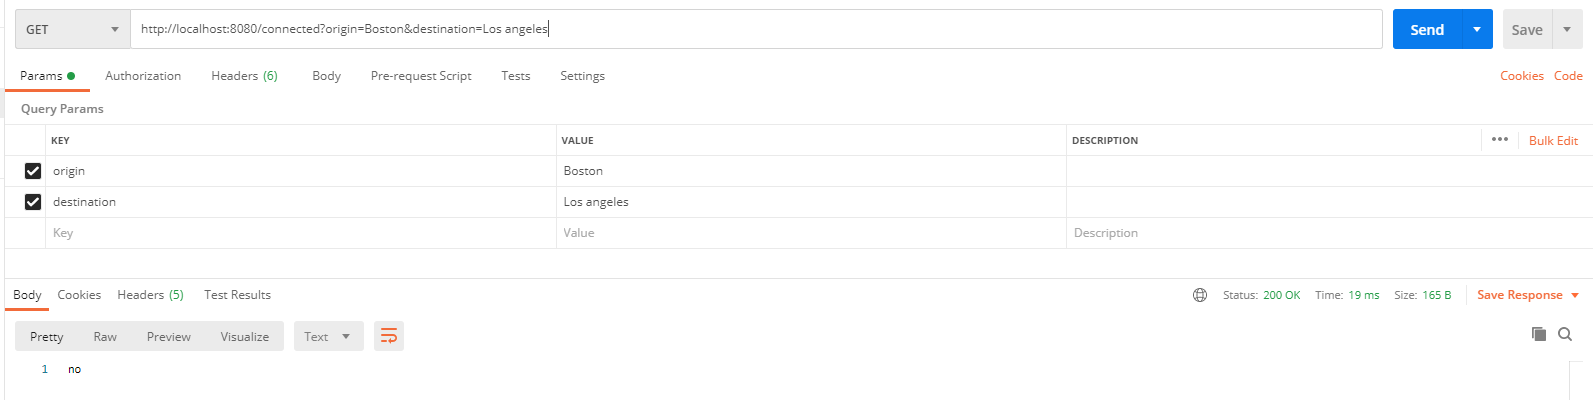 GET http://localhost:8080/connected?origin=Boston&destination=Los angeles Send Save
Params Authorization Headers (6) Body Pre-request Script Tests Settings Cookies Code
Query Params
KEY VALUE DESCRIPTION ••• Bulk Edit
origin Boston
destination Los angeles
Key Value Description
Body Cookies Headers (5) Test Results Status: 200 OK Time: 19 ms Size: 165 B Save Response
Pretty Raw Preview Visualize Text
1 no